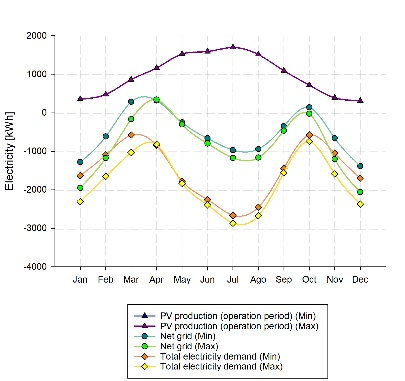 2000
1000
0
-1000
-2000
-3000
-4000
Electricity [kWh]
Jan Feb Mar Apr May Jun Jul Ago Sep Oct Nov Dec
PV production (operation period) (Min)
PV production (operation period) (Max)
Net grid (Min)
Net grid (Max)
Total electricity demand (Min)
Total electricity demand (Max)